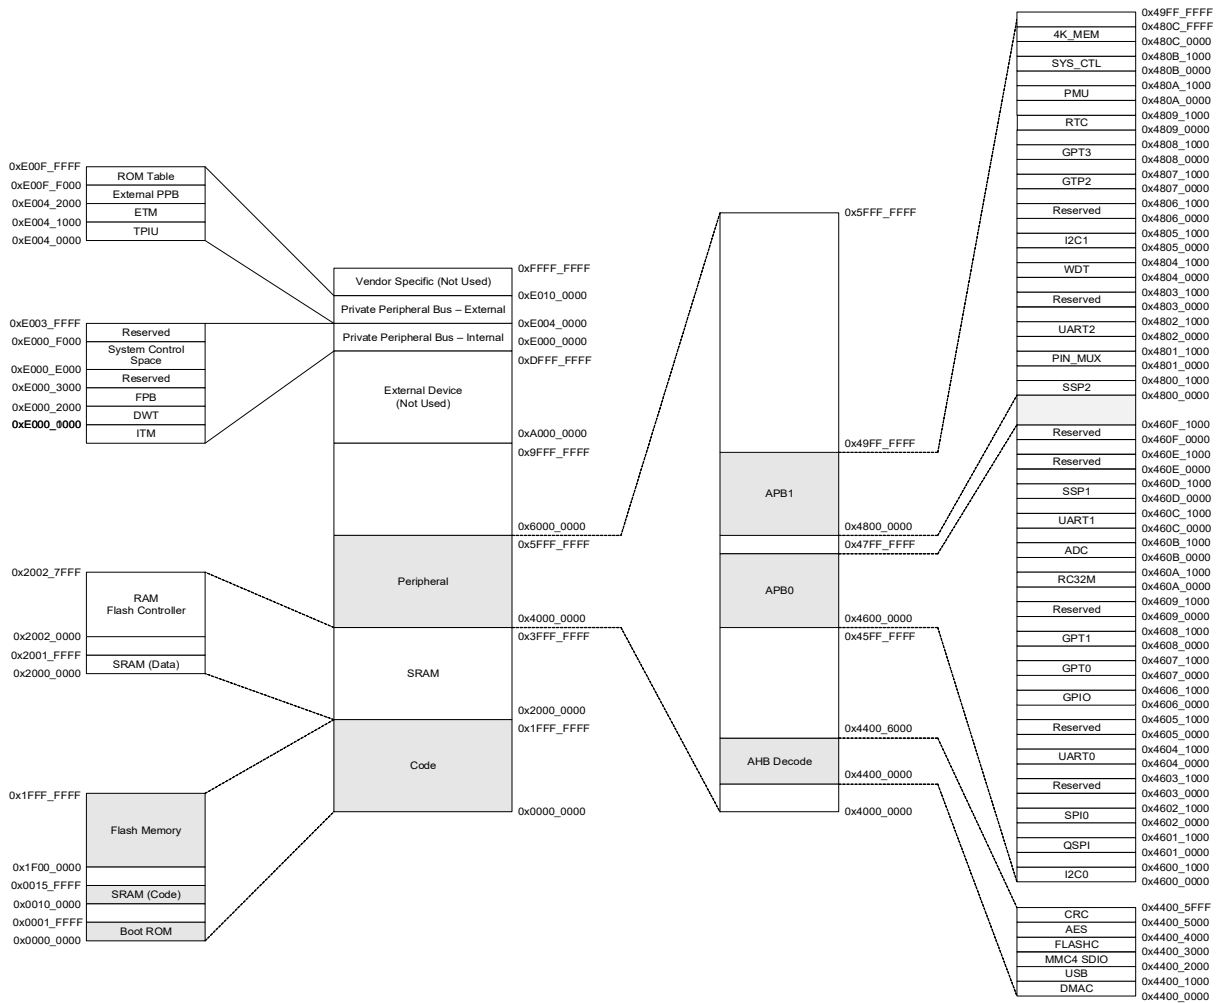 0xE00F_FFFF
ROM Table
0xE00F_F000
External PPB
0xE004_2000
ETM
0xE004_1000
TPIU
0xE004_0000
0xE003_FFFF
Reserved
0xE000_F000
System Control
Space
0xE000_E000
Reserved
0xE000_3000
FPB
0xE000_2000
DWT
ITM
0x2002_7FFF
RAM
Flash Controller
0x2002_0000
0x2001_FFFF
SRAM (Data)
0x2000_0000
0x1FFF_FFFF
Flash Memory
0x1F00_0000
0x0015_FFFF
SRAM (Code)
0x0010_0000
0x0001_FFFF
Boot ROM
0x0000_0000
0xFFFF_FFFF
Vendor Specific (Not Used)
0xE010_0000
Private Peripheral Bus – External
0xE004_0000
Private Peripheral Bus – Internal
0xE000_0000
0xDFFF_FFFF
External Device
(Not Used)
0xA000_0000
0x9FFF_FFFF
0x6000_0000
0x5FFF_FFFF
Peripheral
0x4000_0000
0x3FFF_FFFF
SRAM
0x2000_0000
0x1FFF_FFFF
Code
0x0000_0000
0x5FFF_FFFF
0x49FF_FFFF
APB1
0x4800_0000
0x47FF_FFFF
APB0
0x4600_0000
0x45FF_FFFF
0x4400_6000
AHB Decode
0x4400_0000
0x4000_0000
0x49FF_FFFF
0x480C_FFFF
4K_MEM
0x480C_0000
0x480B_1000
SYS_CTL
0x480B_0000
0x480A_1000
PMU
0x480A_0000
0x4809_1000
RTC
0x4809_0000
0x4808_1000
GPT3
0x4808_0000
0x4807_1000
GTP2
0x4807_0000
0x4806_1000
Reserved
0x4806_0000
0x4805_1000
I2C1
0x4805_0000
0x4804_1000
WDT
0x4804_0000
0x4803_1000
Reserved
0x4803_0000
0x4802_1000
UART2
0x4802_0000
0x4801_1000
PIN_MUX
0x4801_0000
0x4800_1000
SSP2
0x4800_0000
0x460F_1000
Reserved
0x460F_0000
0x460E_1000
Reserved
0x460E_0000
0x460D_1000
SSP1
0x460D_0000
0x460C_1000
UART1
0x460C_0000
0x460B_1000
ADC
0x460B_0000
0x460A_1000
RC32M
0x460A_0000
0x4609_1000
Reserved
0x4609_0000
0x4608_1000
GPT1
0x4608_0000
0x4607_1000
GPT0
0x4607_0000
0x4606_1000
GPIO
0x4606_0000
0x4605_1000
Reserved
0x4605_0000
0x4604_1000
UART0
0x4604_0000
0x4603_1000
Reserved
0x4603_0000
0x4602_1000
SPI0
0x4602_0000
0x4601_1000
QSPI
0x4601_0000
0x4600_1000
I2C0
0x4600_0000
0x4400_5FFF
CRC
0x4400_5000
AES
0x4400_4000
FLASHC
0x4400_3000
MMC4 SDIO
0x4400_2000
USB
0x4400_1000
DMAC
0x4400_0000